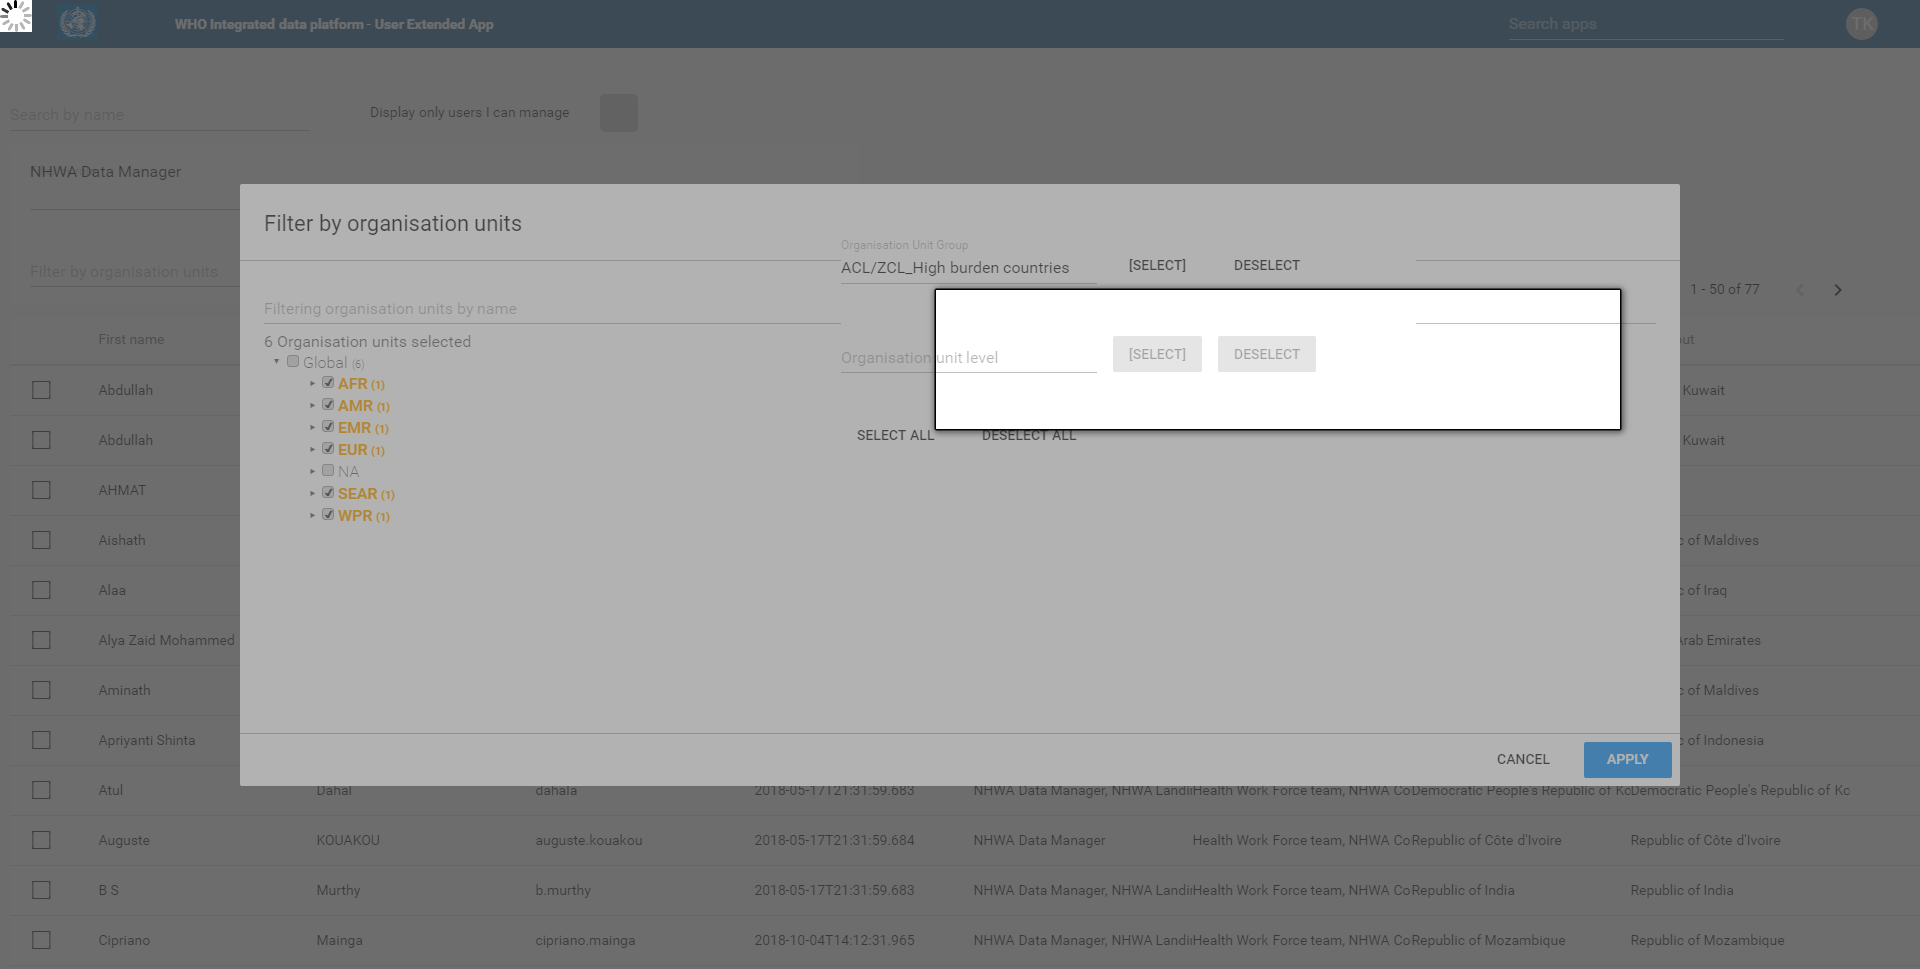 WHO Integrated data platform - User Extended App
Search apps
TK
Search by name
Display only users I can manage
NHWA Data Manager
Filter by organisation units
1 - 50 of 77
Filter by organisation units
Organisation Unit Group
ACL/ZCL_High burden countries
[SELECT]
DESELECT
Filtering organisation units by name
6 Organisation units selected
Global (6)
AFR (1)
AMR (1)
EMR (1)
EUR (1)
NA
SEAR (1)
WPR (1)
Organisation unit level
[SELECT]
DESELECT
SELECT ALL
DESELECT ALL
CANCEL
APPLY
First name
Abdullah Kuwait
Abdullah Kuwait
AHMAT
Aishath of Maldives
Alaa of Iraq
Alya Zaid Mohammed Arab Emirates
Aminath of Maldives
Apriyanti Shinta of Indonesia
Atul Dahal dahala 2018-05-17T21:31:59.683 NHWA Data Manager, NHWA Landi Health Work Force team, NHWA Co Democratic People's Republic of Kc Democratic People's Republic of Kc
Auguste KOUAKOU auguste.kouakou 2018-05-17T21:31:59.684 NHWA Data Manager Health Work Force team, NHWA Co Republic of Côte d'Ivoire Republic of Côte d'Ivoire
B S Murthy b.murthy 2018-05-17T21:31:59.683 NHWA Data Manager, NHWA Landi Health Work Force team, NHWA Co Republic of India Republic of India
Cipriano Mainga cipriano.mainga 2018-10-04T14:12:31.965 NHWA Data Manager, NHWA Landi Health Work Force team, NHWA Co Republic of Mozambique Republic of Mozambique